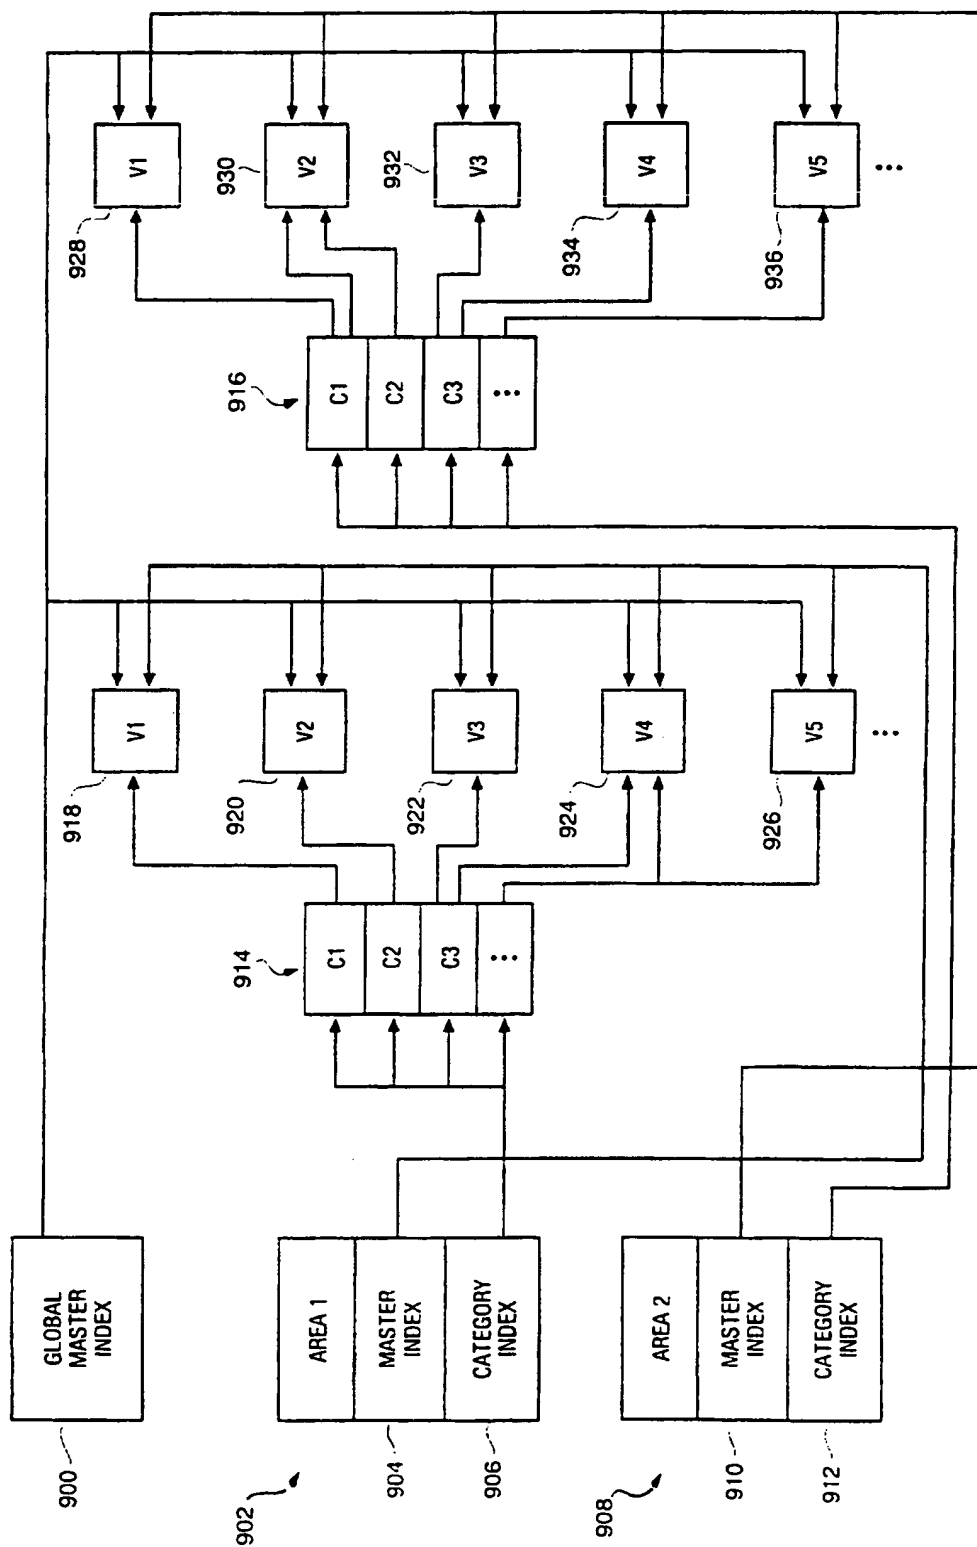 GLOBAL
MASTER
INDEX
900
AREA 1
MASTER
INDEX
CATEGORY
INDEX
902
904
906
AREA 2
MASTER
INDEX
CATEGORY
INDEX
908
910
912
914
C1
C2
C3
...
918
V1
920
V2
922
V3
924
V4
926
V5
...
916
C1
C2
C3
...
928
V1
930
V2
932
V3
934
V4
936
V5
...